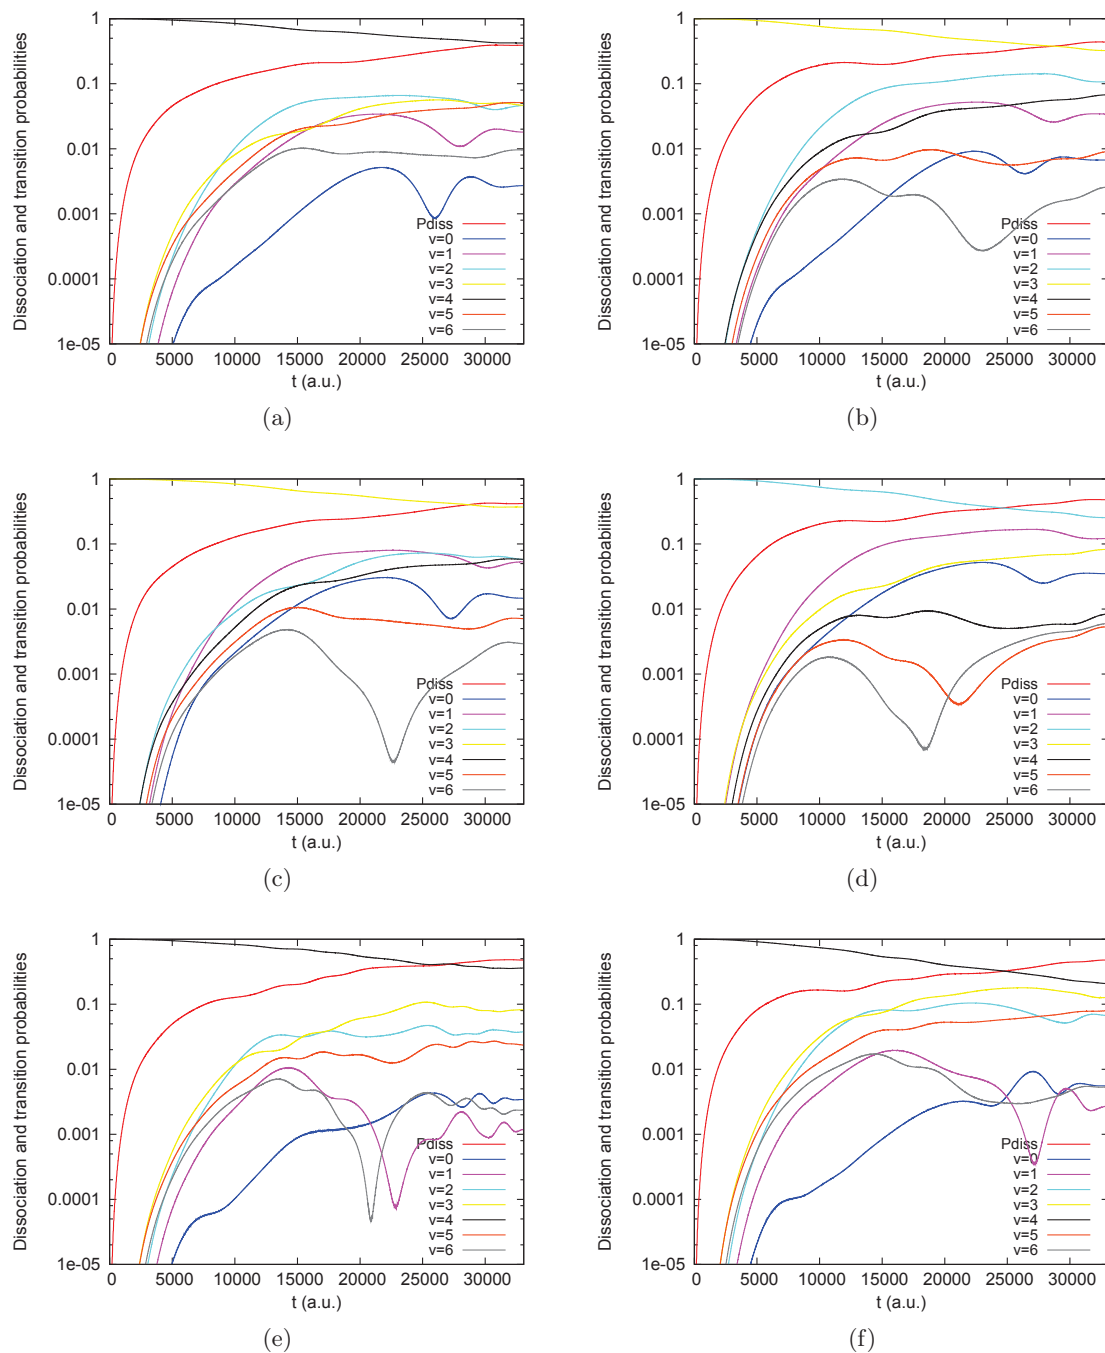 Dissociation and transition probabilities
1
0.1
0.01
0.001
0.0001
1e-05
Pdiss
v=0
v=1
v=2
v=3
v=4
v=5
v=6
0 5000 10000 15000 20000 25000 30000
t (a.u.)
(a)
Dissociation and transition probabilities
1
0.1
0.01
0.001
0.0001
1e-05
Pdiss
v=0
v=1
v=2
v=3
v=4
v=5
v=6
0 5000 10000 15000 20000 25000 30000
t (a.u.)
(b)
Dissociation and transition probabilities
1
0.1
0.01
0.001
0.0001
1e-05
Pdiss
v=0
v=1
v=2
v=3
v=4
v=5
v=6
0 5000 10000 15000 20000 25000 30000
t (a.u.)
(c)
Dissociation and transition probabilities
1
0.1
0.01
0.001
0.0001
1e-05
Pdiss
v=0
v=1
v=2
v=3
v=4
v=5
v=6
0 5000 10000 15000 20000 25000 30000
t (a.u.)
(d)
Dissociation and transition probabilities
1
0.1
0.01
0.001
0.0001
1e-05
Pdiss
v=0
v=1
v=2
v=3
v=4
v=5
v=6
0 5000 10000 15000 20000 25000 30000
t (a.u.)
(e)
Dissociation and transition probabilities
1
0.1
0.01
0.001
0.0001
1e-05
Pdiss
v=0
v=1
v=2
v=3
v=4
v=5
v=6
0 5000 10000 15000 20000 25000 30000
t (a.u.)
(f)